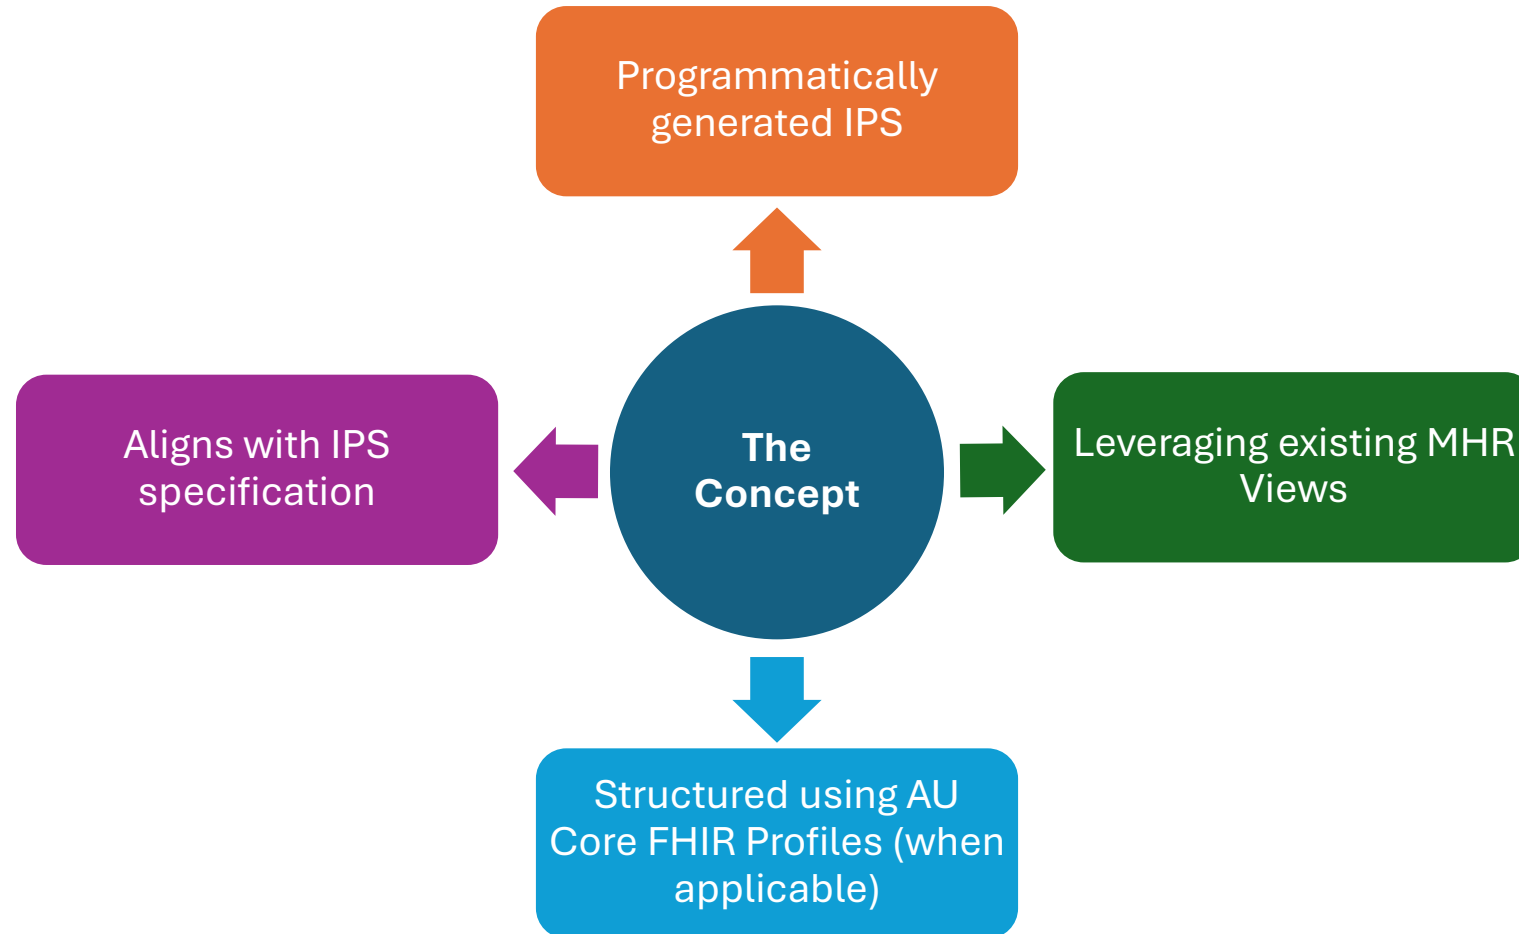 Programmatically
generated IPS
Aligns with IPS
specification
The
Concept
Leveraging existing MHR
Views
Structured using AU
Core FHIR Profiles (when
applicable)